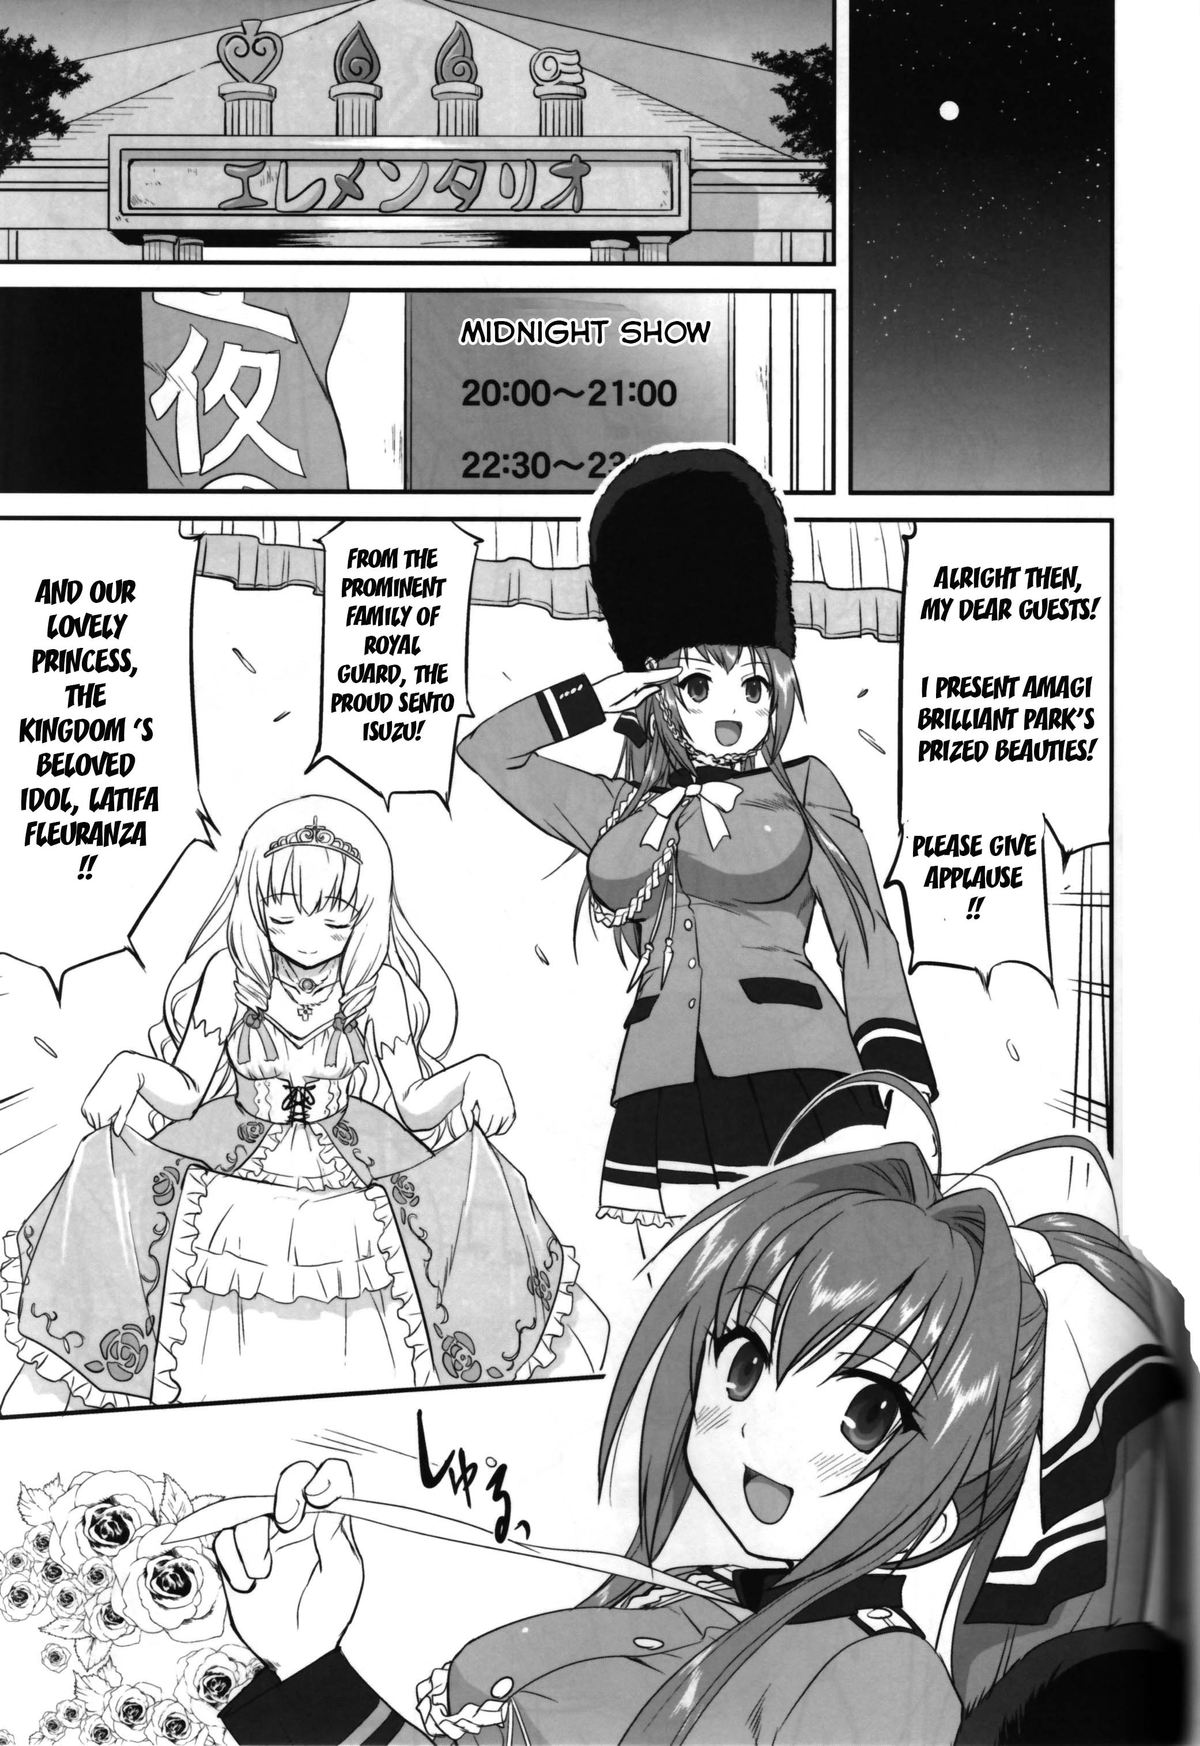 エレメンタリオ
夜
MIDNIGHT SHOW
20:00～21:00
22:30～23
ALRIGHT THEN,
MY DEAR GUESTS!
I PRESENT AMAGI
BRILLIANT PARK'S
PRIZED BEAUTIES!
PLEASE GIVE
APPLAUSE
!!
FROM THE
PROMINENT
FAMILY OF
ROYAL
GUARD, THE
PROUD SENTO
ISUZU!
AND OUR
LOVELY
PRINCESS,
THE
KINGDOM 'S
BELOVED
IDOL, LATIFA
FLEURANZA
!!
しゅるっ